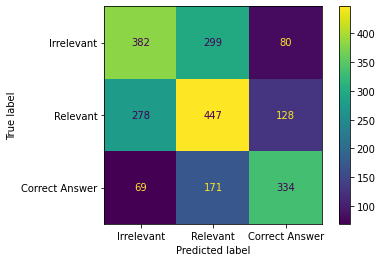 Irrelevant 382 299 80
Relevant 278 447 128
Correct Answer 69 171 334
Irrelevant Relevant Correct Answer
Predicted label
True label
400
350
300
250
200
150
100